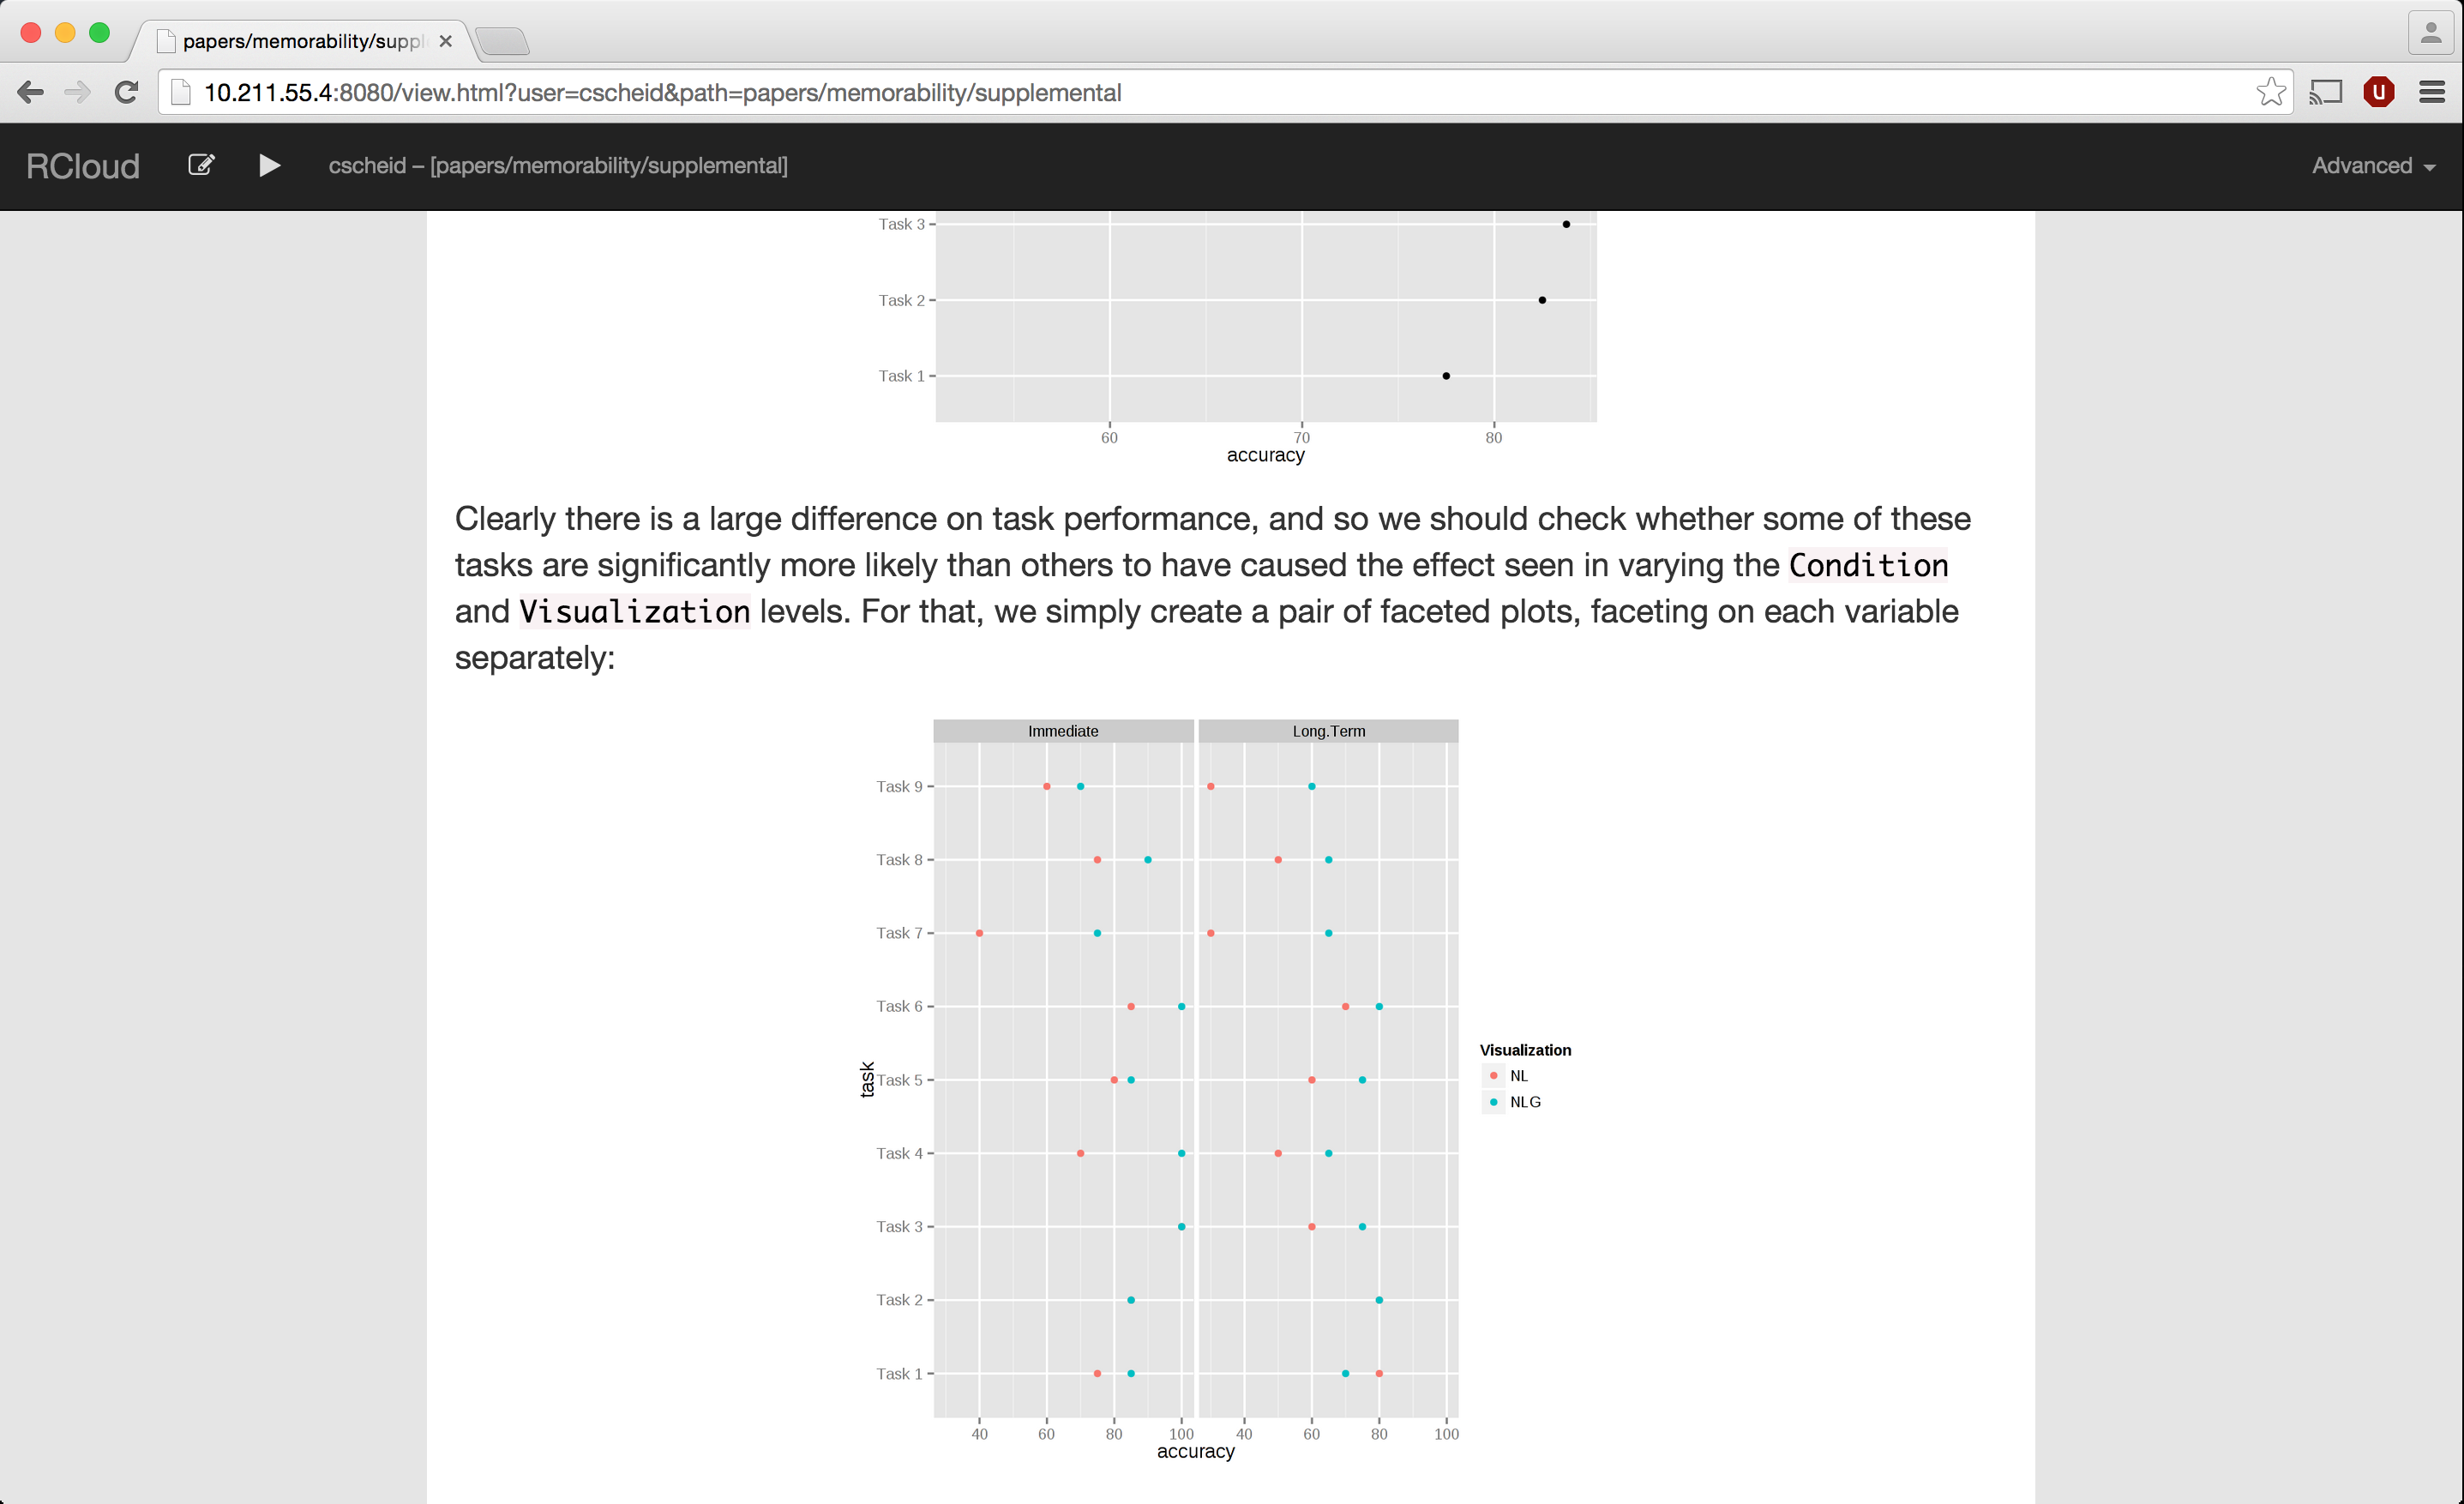 papers/memorability/suppl
10.211.55.4:8080/view.html?user=cscheid&path=papers/memorability/supplemental
RCloud cscheid – [papers/memorability/supplemental] Advanced
Task 3
Task 2
Task 1
60 70 80
accuracy
Clearly there is a large difference on task performance, and so we should check whether some of these
tasks are significantly more likely than others to have caused the effect seen in varying the Condition
and Visualization levels. For that, we simply create a pair of faceted plots, faceting on each variable
separately:
Immediate Long.Term
Task 9
Task 8
Task 7
Task 6
Task 5
Task 4
Task 3
Task 2
Task 1
task
40 60 80 100 40 60 80 100
accuracy
Visualization
NL
NLG